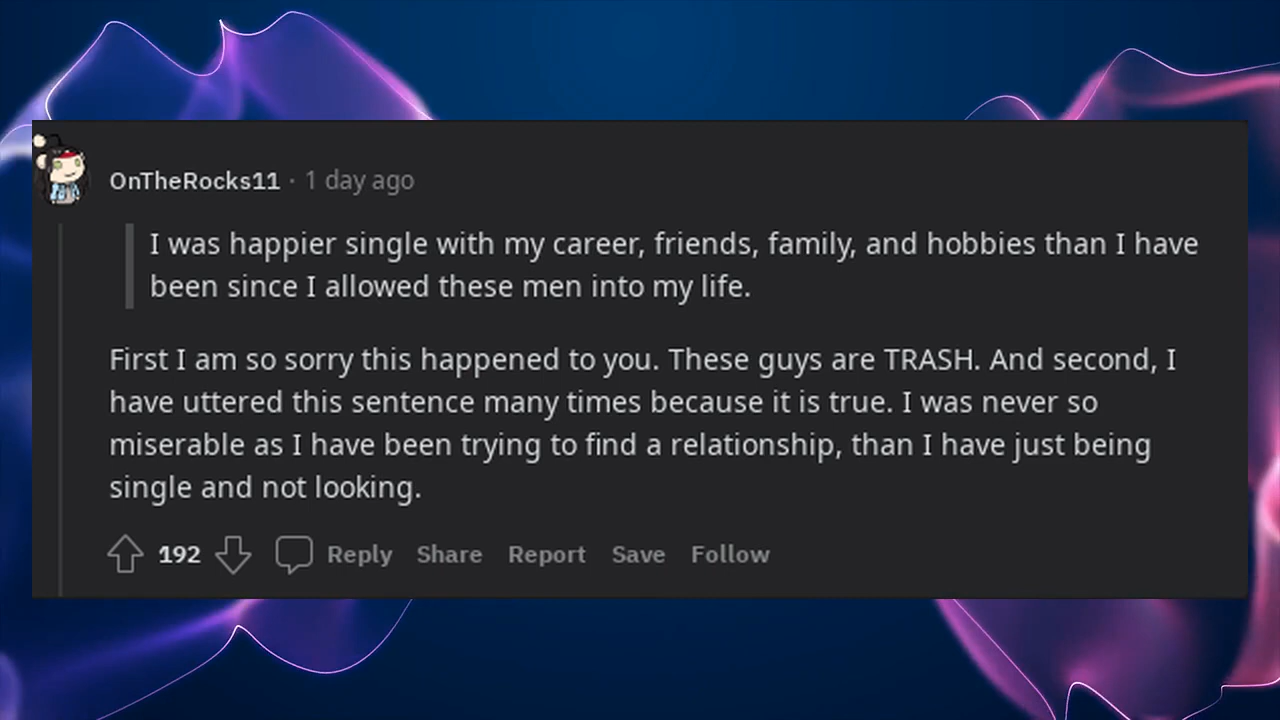 OnTheRocks11 · 1 day ago
I was happier single with my career, friends, family, and hobbies than I have
been since I allowed these men into my life.
First I am so sorry this happened to you. These guys are TRASH. And second, I
have uttered this sentence many times because it is true. I was never so
miserable as I have been trying to find a relationship, than I have just being
single and not looking.
192 Reply Share Report Save Follow